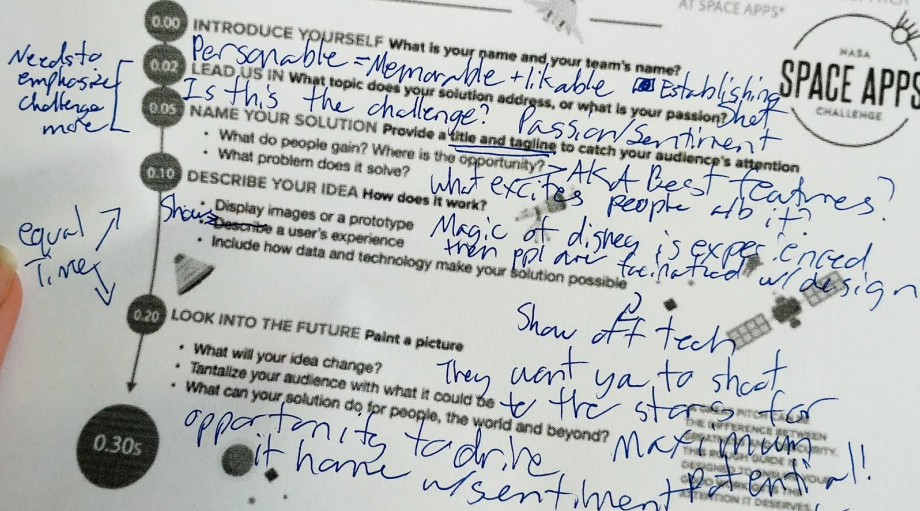 AT SPACE APPS*
0.00
INTRODUCE YOURSELF What is your name and your team's name?
Personable = Memorable + likable Establishing
NASA
SPACE APPS
CHALLENGE
Needs to
emphasize
challenge
more
0.02
LEAD US IN What topic does your solution address, or what is your passion?
Is this the challenge? Passion/Sentiment
0.05
NAME YOUR SOLUTION Provide a title and tagline to catch your audience's attention
• What do people gain? Where is the opportunity?
AKA Best features?
• What problem does it solve?
what excites people ab it?
0.10
DESCRIBE YOUR IDEA How does it work?
• Display images or a prototype
Show
• Describe a user's experience
Magic of disney is experienced
• Include how data and technology make your solution possible
then ppl are w/ design
equal
Time
Show off tech
0.20
LOOK INTO THE FUTURE Paint a picture
• What will your idea change?
They want ya to shoot
• Tantalize your audience with what it could be
to the stars for
• What can your solution do for people, the world and beyond?
Maximum
potential!
opportunity to drive
it home
w/ sentiment
0.30s
THE DIFFERENCE BETWEEN